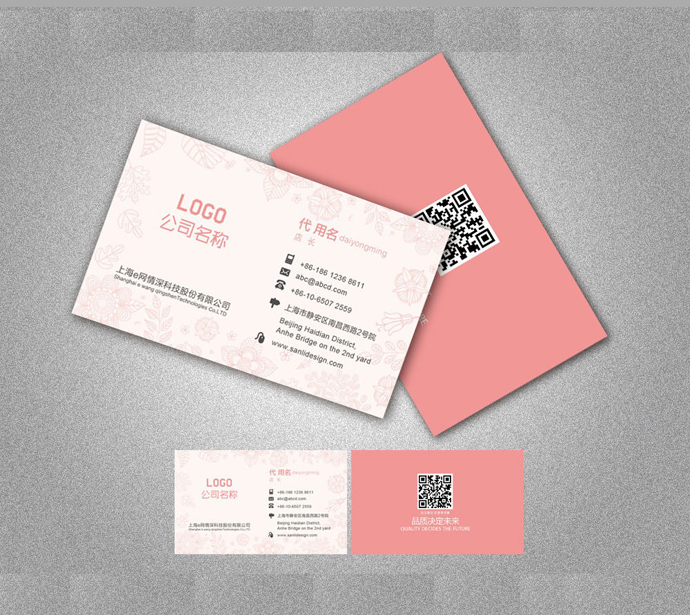 LOGO
公司名称
上海e网情深科技股份有限公司
Shanghai e wang qingshanTechnologies Co,LTD
代 用名 daiyongming
店 长
+86-186 1236 8611
abc@abcd.com
+86-10-6507 2559
上海市静安区南昌西路2号院
Beijing Haidian District,
Anhe Bridge on the 2nd yard
www.sanlidesign.com
LOGO
公司名称
上海e网情深科技股份有限公司
Shanghai e wang qingshanTechnologies Co,LTD
代 用名 daiyongming
店 长
+86-186 1236 8611
abc@abcd.com
+86-10-6507 2559
上海市静安区南昌西路2号院
Beijing Haidian District,
Anhe Bridge on the 2nd yard
www.sanlidesign.com
品质决定未来
QUALITY DECIDES THE FUTURE